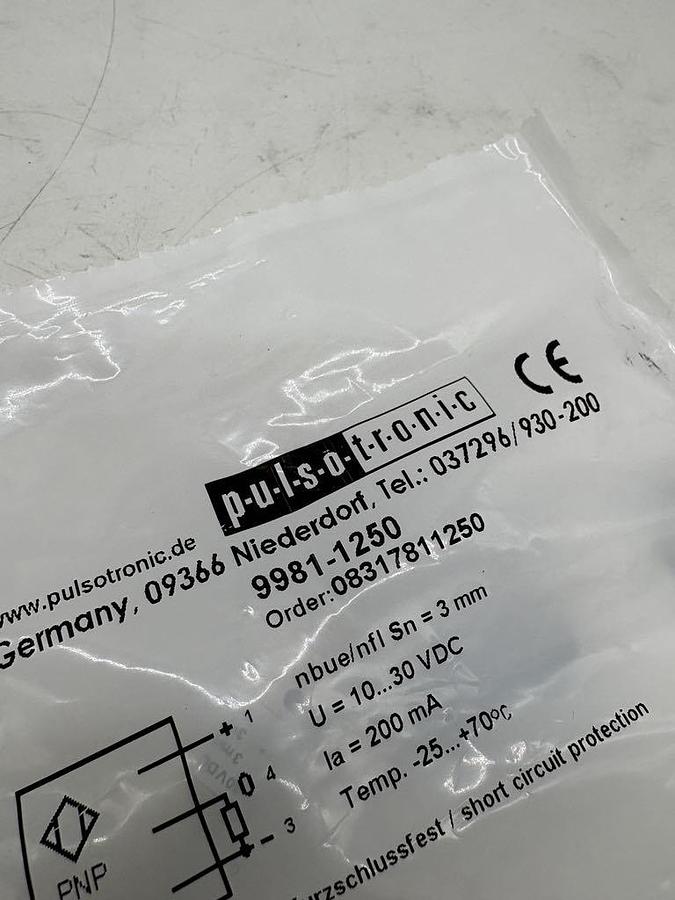 CE
p·u·l·s·o·t·r·o·n·i·c
www.pulsotronic.de
Germany, 09366 Niederdorf, Tel.: 037296/930-200
9981-1250
Order:08317811250
nbue/nfl Sn = 3 mm
U = 10...30 VDC
Ia = 200 mA
Temp. -25...+70°C
+ 1
4
- 3
PNP
urzschlussfest / short circuit protection